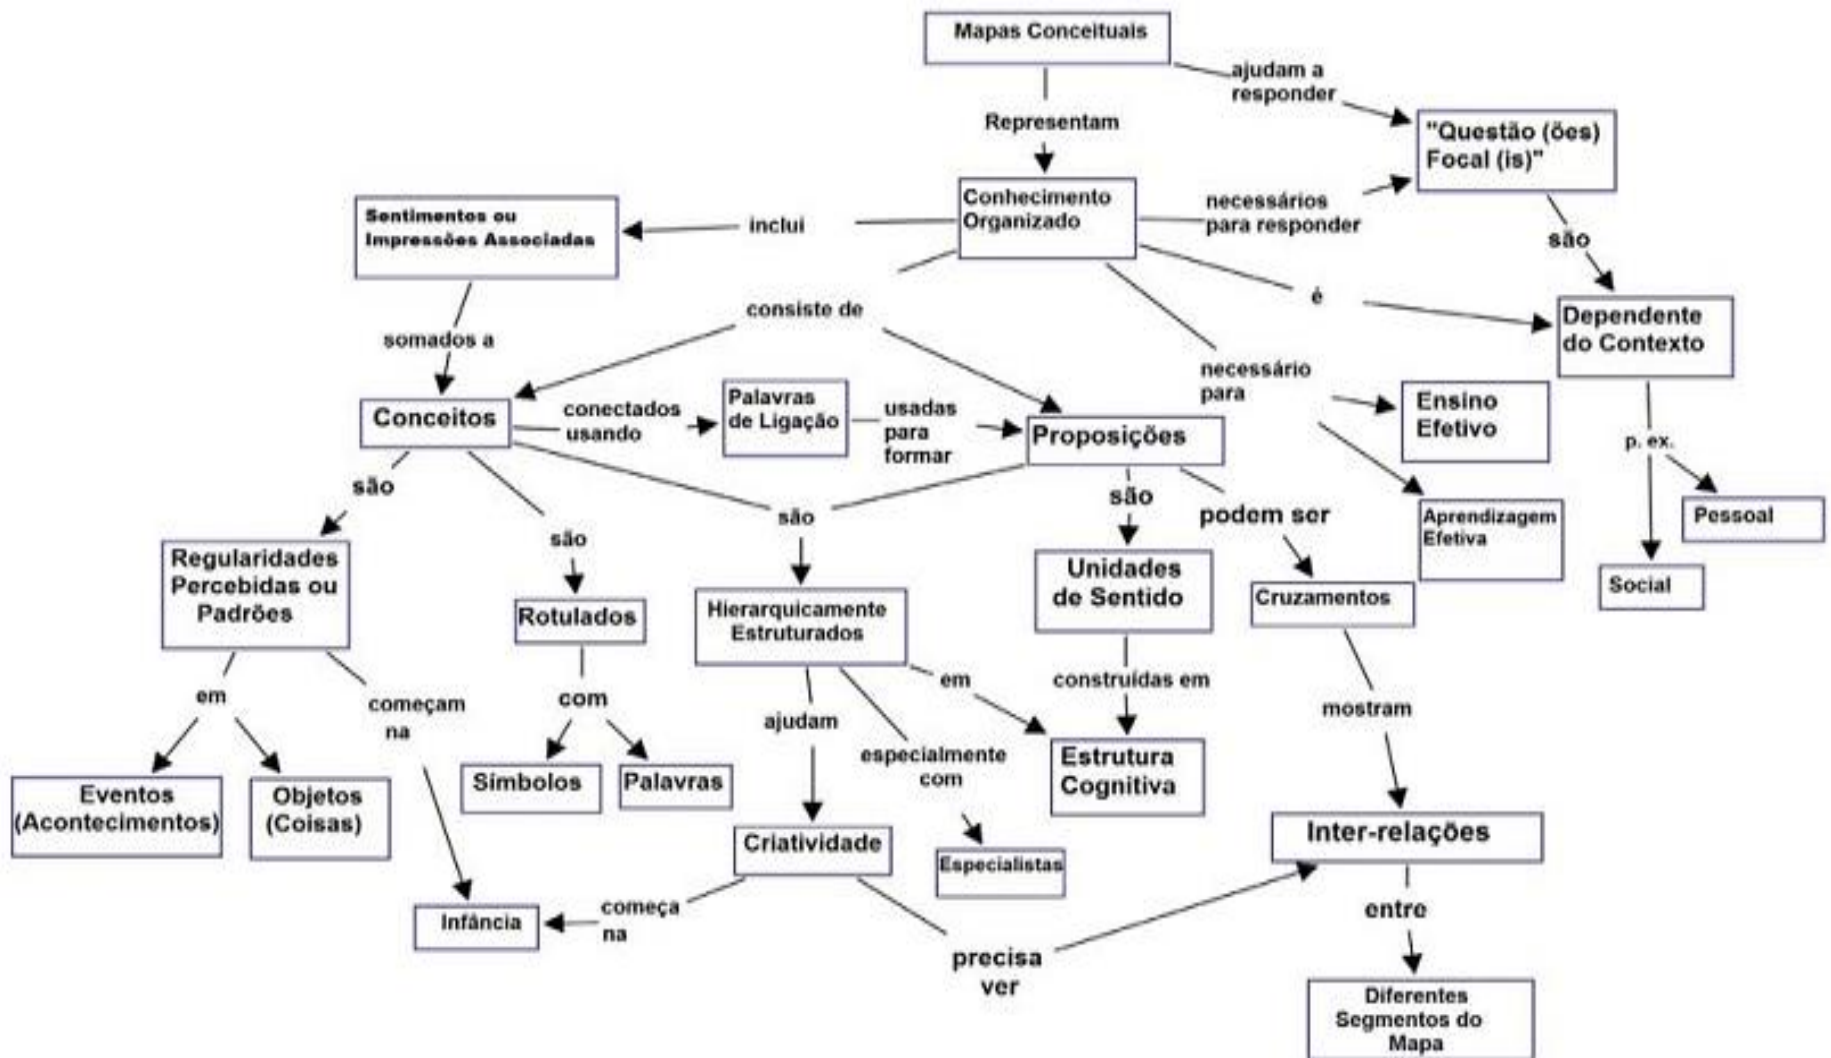 Mapas Conceituais
ajudam a
responder
Representam
"Questão (ões)
Focal (is)"
Conhecimento
Organizado
necessários
para responder
Sentimentos ou
Impressões Associadas
inclui
são
consiste de
é
Dependente
do Contexto
somados a
necessário
para
Ensino
Efetivo
Conceitos
conectados
usando
Palavras
de Ligação
usadas
para
formar
Proposições
p. ex.
são
são
são
são
podem ser
Aprendizagem
Efetiva
Pessoal
Regularidades
Percebidas ou
Padrões
Rotulados
Hierarquicamente
Estruturados
Unidades
de Sentido
Cruzamentos
Social
em
começam
na
com
ajudam
em
especialmente
com
construídas em
mostram
Eventos
(Acontecimentos)
Objetos
(Coisas)
Símbolos
Palavras
Estrutura
Cognitiva
Criatividade
Especialistas
Inter-relações
Infância
começa
na
precisa
ver
entre
Diferentes
Segmentos do
Mapa